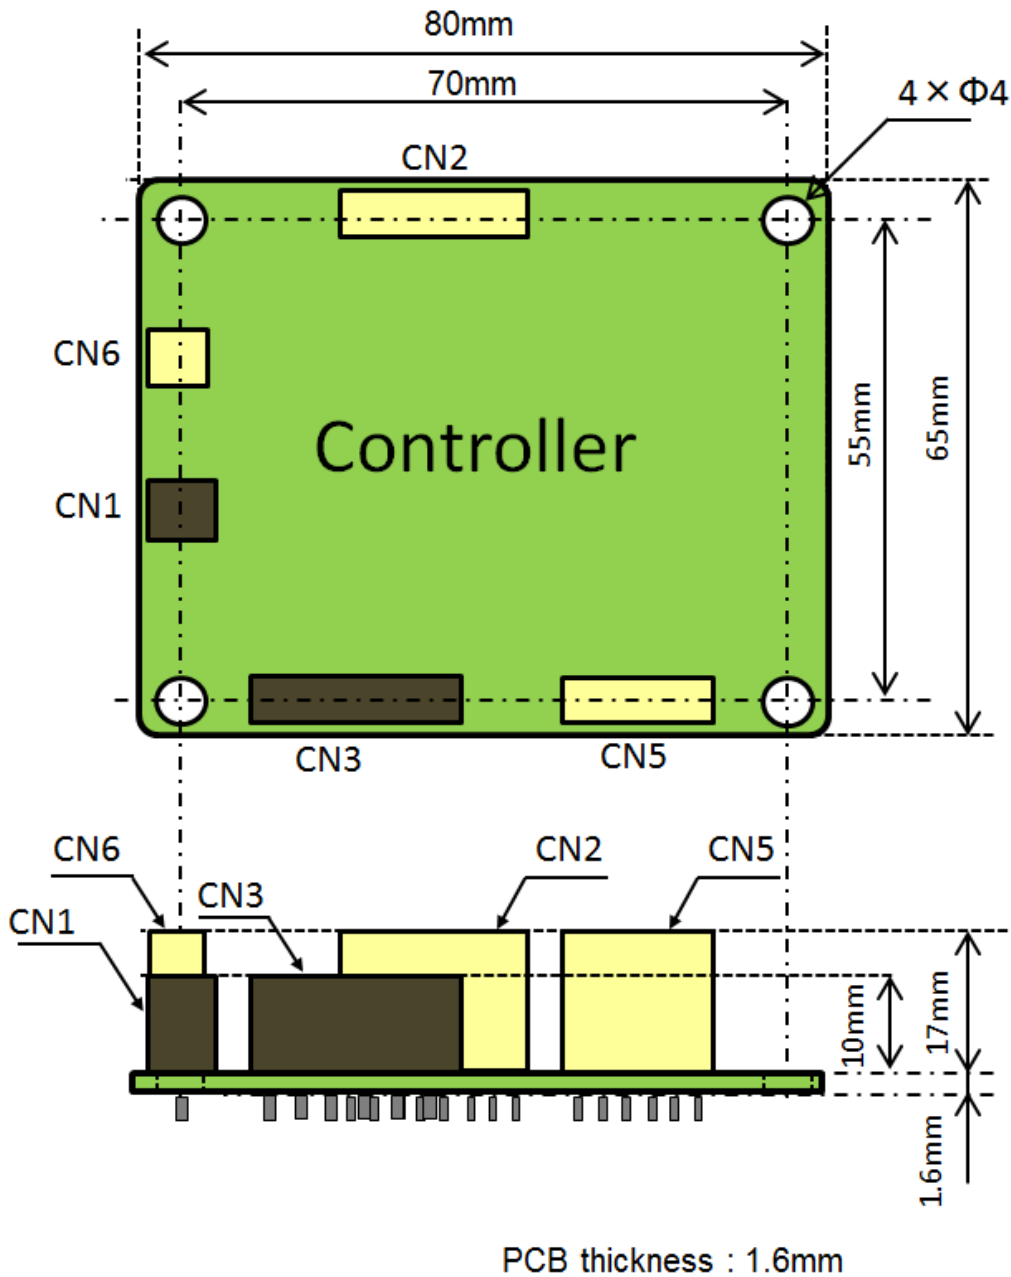 80mm
70mm
4×Φ4
CN2
CN6
55mm
65mm
Controller
CN1
CN3
CN5
CN6
CN2
CN5
CN3
CN1
10mm
17mm
1.6mm
PCB thickness : 1.6mm